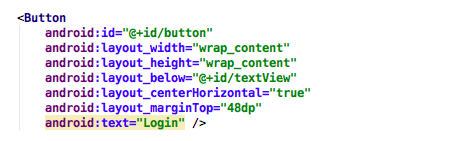 <Button
android:id="@+id/button"
android:layout_width="wrap_content"
android:layout_height="wrap_content"
android:layout_below="@+id/textView"
android:layout_centerHorizontal="true"
android:layout_marginTop="48dp"
android:text="Login" />